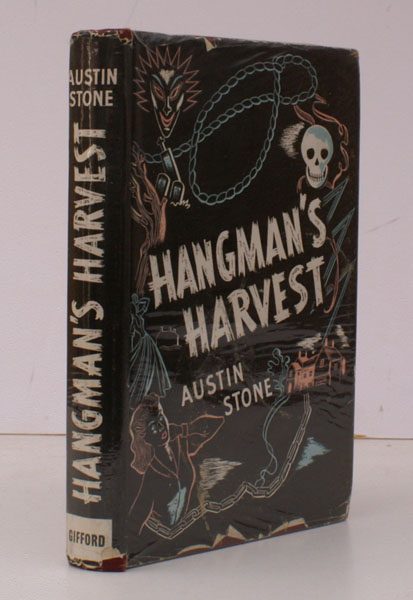 AUSTIN
STONE
HANGMAN'S HARVEST
GIFFORD
HANGMAN'S
HARVEST
AUSTIN
STONE